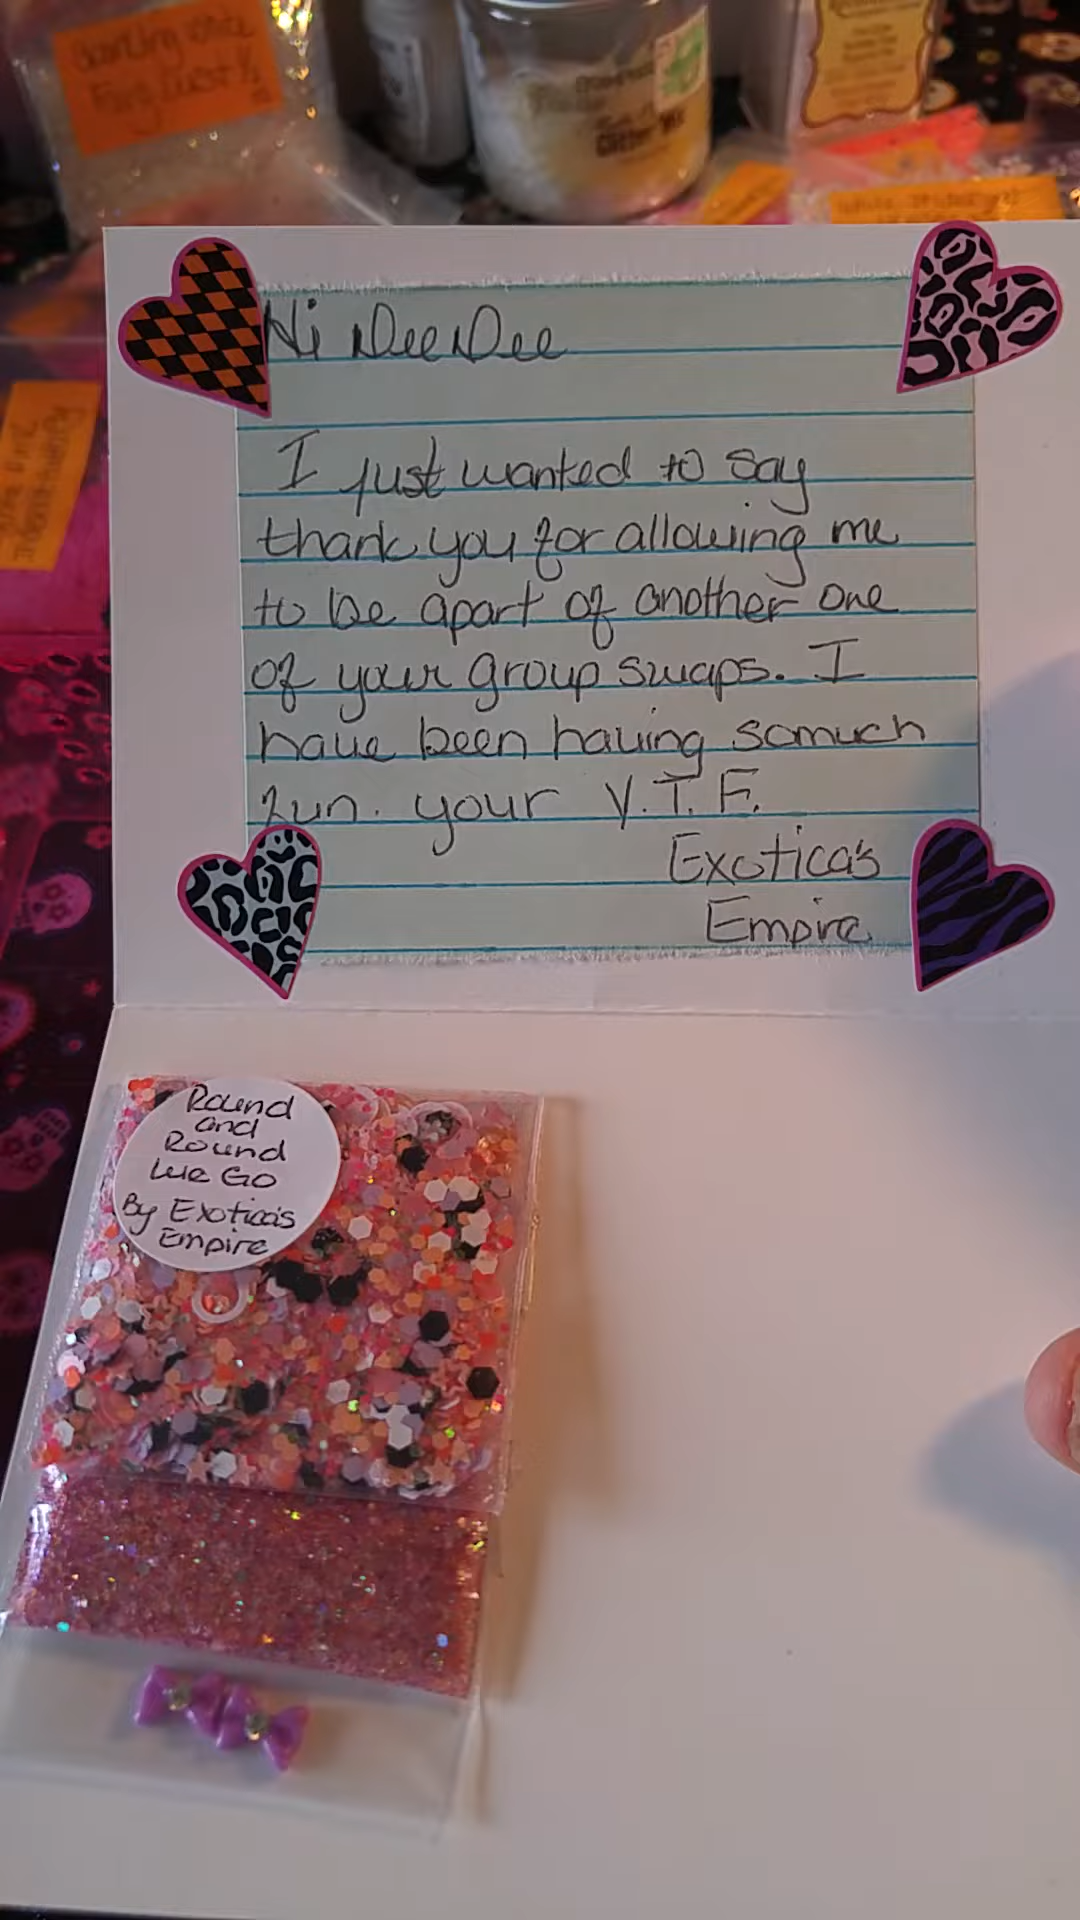 Hi DeeDee
I just wanted to say
thank you for allowing me
to be apart of another one
of your group swaps. I
have been having somuch
fun. your Y.T.F.
Exotica's
Empire
Round
and
Round
We Go
By Exotica's
Empire